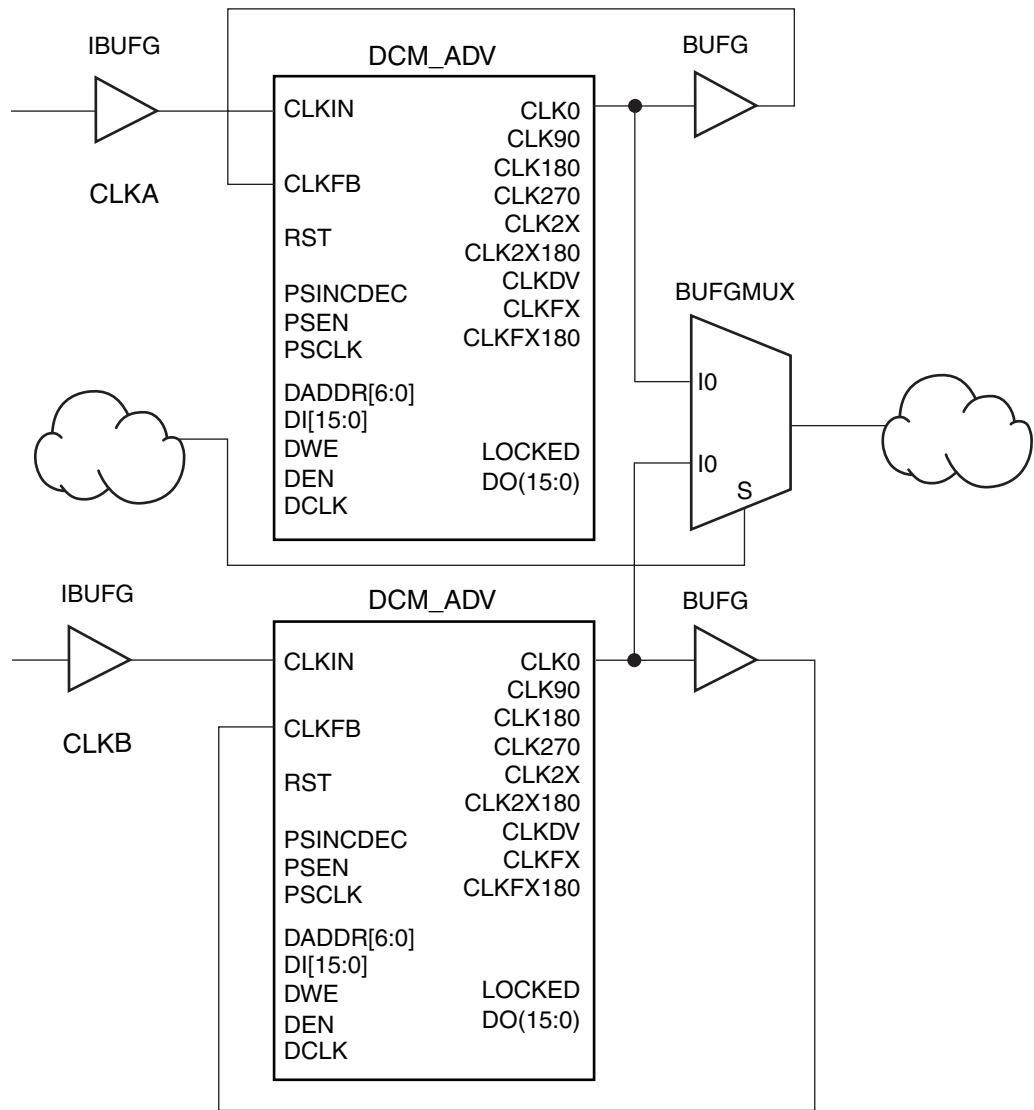 IBUFG
BUFG
DCM_ADV
CLKIN
CLK0
CLK90
CLK180
CLKFB
CLK270
CLKA
CLK2X
RST
CLK2X180
CLKDV
BUFGMUX
PSINCDEC
CLKFX
PSEN
CLKFX180
PSCLK
I0
DADDR[6:0]
DI[15:0]
DWE
LOCKED
I0
DEN
DO(15:0)
S
DCLK
IBUFG
DCM_ADV
BUFG
CLKIN
CLK0
CLK90
CLK180
CLKFB
CLKB
CLK270
CLK2X
RST
CLK2X180
CLKDV
PSINCDEC
CLKFX
PSEN
CLKFX180
PSCLK
DADDR[6:0]
DI[15:0]
DWE
LOCKED
DEN
DO(15:0)
DCLK